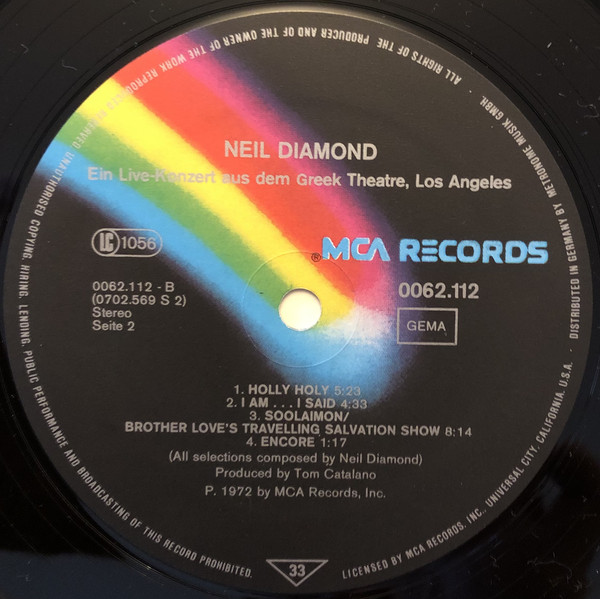 NEIL DIAMOND
Ein Live-Konzert aus dem Greek Theatre, Los Angeles
LC 1056
® MCA RECORDS
0062.112 - B
(0702.569 S 2)
Stereo
Seite 2
0062.112
GEMA
1. HOLLY HOLY 5:23
2. I AM . . . I SAID 4:33
3. SOOLAIMON/
BROTHER LOVE'S TRAVELLING SALVATION SHOW 8:14
4. ENCORE 1:17
(All selections composed by Neil Diamond)
Produced by Tom Catalano
P. 1972 by MCA Records, Inc.
33
ALL RIGHTS OF THE PRODUCER AND OF THE OWNER OF THE WORK REPRODUCED RESERVED. UNAUTHORISED COPYING, HIRING, LENDING, PUBLIC PERFORMANCE AND BROADCASTING OF THIS RECORD PROHIBITED.
LICENSED BY MCA RECORDS, INC., UNIVERSAL CITY, CALIFORNIA, U.S.A. · DISTRIBUTED IN GERMANY BY METRONOME MUSIK GMBH.